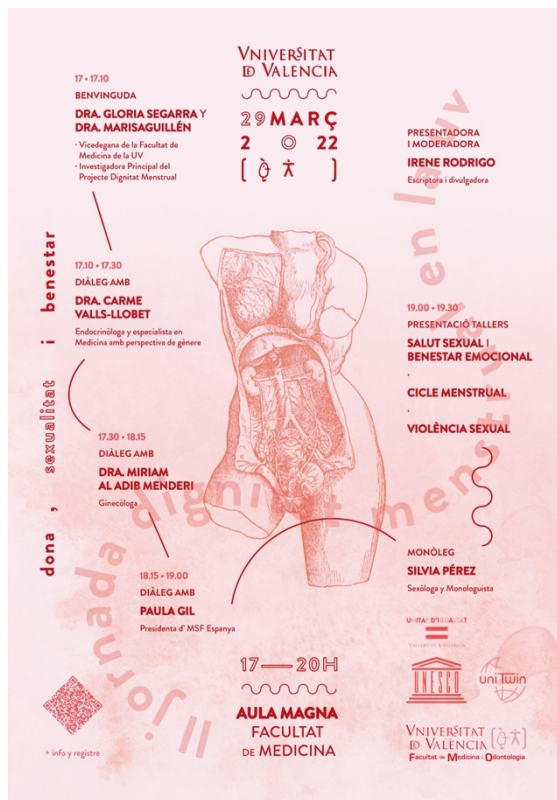 VNIVERSITAT
ID VALENCIA
29 MARÇ
2022
17 • 17.10
BENVINGUDA
DRA. GLORIA SEGARRA Y
DRA. MARISAGUILLÉN
· Vicedegana de la Facultat de
Medicina de la UV
· Investigadora Principal del
Projecte Dignitat Menstrual
PRESENTADORA
I MODERADORA
IRENE RODRIGO
Escriptora i divulgadora
17.10 • 17.30
DIÀLEG AMB
DRA. CARME
VALLS-LLOBET
Endocrinòloga y especialista en
Medicina amb perspectiva de gènere
17.30 • 18.15
DIÀLEG AMB
DRA. MIRIAM
AL ADIB MENDERI
Ginecòloga
18.15 • 19.00
DIÀLEG AMB
PAULA GIL
Presidenta d' MSF Espanya
19.00 • 19.30
PRESENTACIÓ TALLERS
SALUT SEXUAL I
BENESTAR EMOCIONAL
·
CICLE MENSTRUAL
·
VIOLÈNCIA SEXUAL
MONÒLEG
SILVIA PÉREZ
Sexòloga y Monologuista
dona , sexualitat i benestar
II jornada dignitat menstrual en la uv
17—20H
AULA MAGNA
FACULTAT
DE MEDICINA
+ info y registre
UNITAT D'IGUALTAT
UNESCO
uniTwin
VNIVERSITAT
ID VALÈNCIA
Facultat de Medicina i Odontologia